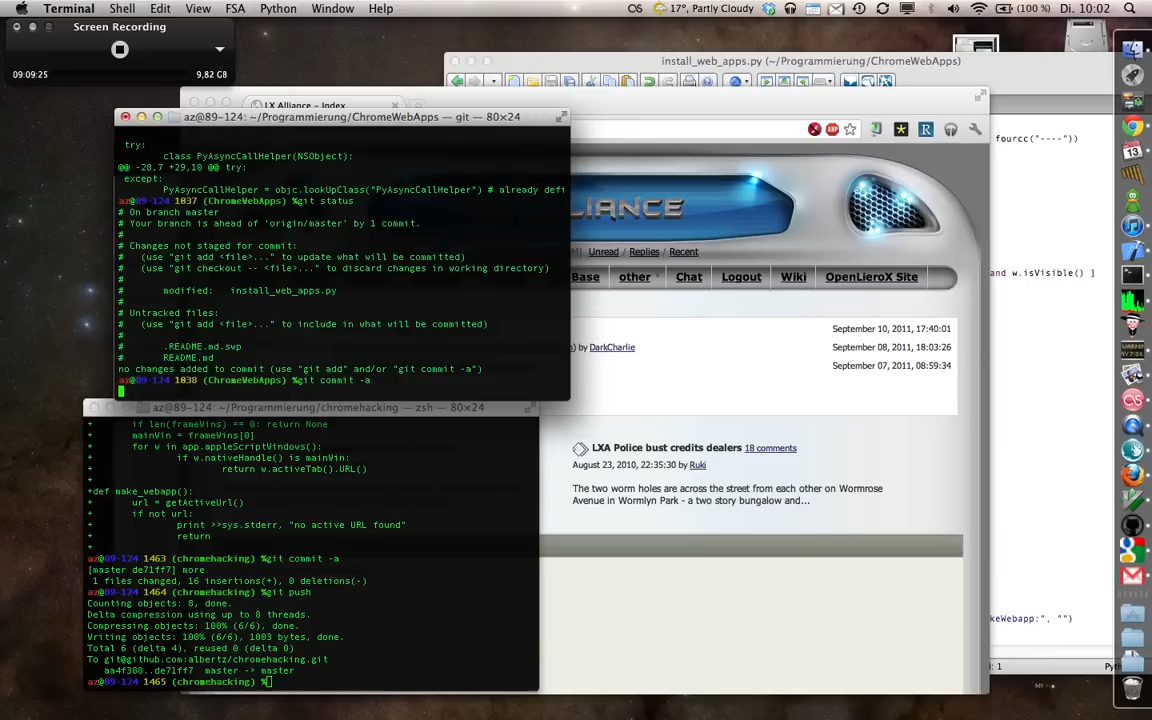 Terminal Shell Edit View FSA Python Window Help
17°, Partly Cloudy
(100 %) Di. 10:02
Screen Recording
09:09:25 9,82 GB
install_web_apps.py (~/Programmierung/ChromeWebApps)
LX Alliance – Index
az@89-124: ~/Programmierung/ChromeWebApps — git — 80×24
try:
class PyAsyncCallHelper(NSObject):
@@ -28,7 +29,10 @@ try:
except:
PyAsyncCallHelper = objc.lookUpClass("PyAsyncCallHelper") # already defi
az@89-124 1037 (ChromeWebApps) %git status
# On branch master
# Your branch is ahead of 'origin/master' by 1 commit.
#
# Changes not staged for commit:
# (use "git add <file>..." to update what will be committed)
# (use "git checkout -- <file>..." to discard changes in working directory)
#
# modified: install_web_apps.py
#
# Untracked files:
# (use "git add <file>..." to include in what will be committed)
#
# .README.md.swp
# README.md
no changes added to commit (use "git add" and/or "git commit -a")
az@89-124 1038 (ChromeWebApps) %git commit -a
az@89-124: ~/Programmierung/chromehacking — zsh — 80×24
+ if len(frameWins) == 0: return None
+ mainWin = frameWins[0]
+ for w in app.appleScriptWindows():
+ if w.nativeHandle() is mainWin:
+ return w.activeTab().URL()
+
+def make_webapp():
+ url = getActiveUrl()
+ if not url:
+ print >>sys.stderr, "no active URL found"
+ return
+
az@89-124 1463 (chromehacking) %git commit -a
[master de71ff7] more
1 files changed, 16 insertions(+), 0 deletions(-)
az@89-124 1464 (chromehacking) %git push
Counting objects: 8, done.
Delta compression using up to 8 threads.
Compressing objects: 100% (6/6), done.
Writing objects: 100% (6/6), 1003 bytes, done.
Total 6 (delta 4), reused 0 (delta 0)
To git@github.com:albertz/chromehacking.git
aa4f388..de71ff7 master -> master
az@89-124 1465 (chromehacking) %
LIANCE
Unread / Replies / Recent
Base other Chat Logout Wiki OpenLieroX Site
September 10, 2011, 17:40:01
) by DarkCharlie September 08, 2011, 18:03:26
September 07, 2011, 08:59:34
LXA Police bust credits dealers 18 comments
August 23, 2010, 22:35:30 by Ruki
The two worm holes are across the street from each other on Wormrose
Avenue in Wormlyn Park - a two story bungalow and...
fourcc("----"))
and w.isVisible() ]
keWebapp:", "")
: 1 Pyth